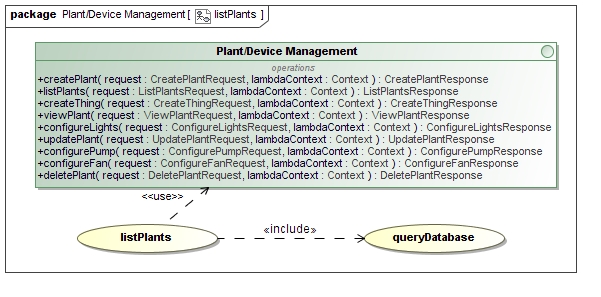 package Plant/Device Management [ listPlants ]
Plant/Device Management
operations
+createPlant( request : CreatePlantRequest, lambdaContext : Context ) : CreatePlantResponse
+listPlants( request : ListPlantsRequest, lambdaContext : Context ) : ListPlantsResponse
+createThing( request : CreateThingRequest, lambdaContext : Context ) : CreateThingResponse
+viewPlant( request : ViewPlantRequest, lambdaContext : Context ) : ViewPlantResponse
+configureLights( request : ConfigureLightsRequest, lambdaContext : Context ) : ConfigureLightsResponse
+updatePlant( request : UpdatePlantRequest, lambdaContext : Context ) : UpdatePlantResponse
+configurePump( request : ConfigurePumpRequest, lambdaContext : Context ) : ConfigurePumpResponse
+configureFan( request : ConfigureFanRequest, lambdaContext : Context ) : ConfigureFanResponse
+deletePlant( request : DeletePlantRequest, lambdaContext : Context ) : DeletePlantResponse
<<use>>
listPlants
«include»
queryDatabase